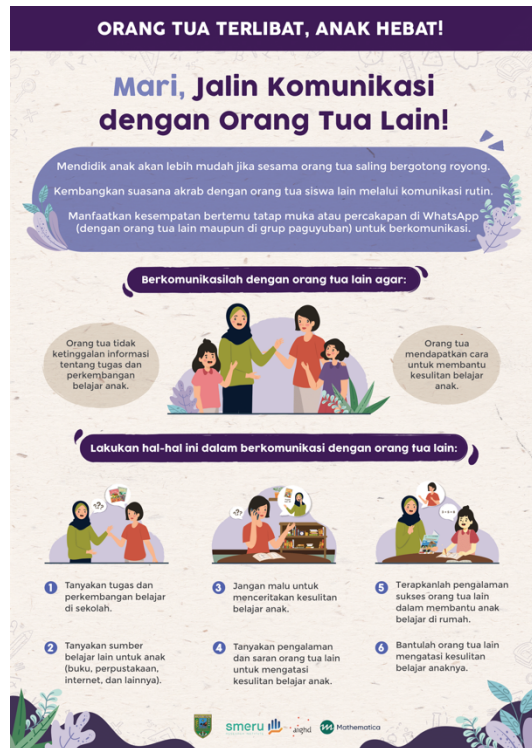 ORANG TUA TERLIBAT, ANAK HEBAT!
Mari, Jalin Komunikasi
dengan Orang Tua Lain!
Mendidik anak akan lebih mudah jika sesama orang tua saling bergotong royong.
Kembangkan suasana akrab dengan orang tua siswa lain melalui komunikasi rutin.
Manfaatkan kesempatan bertemu tatap muka atau percakapan di WhatsApp
(dengan orang tua lain maupun di grup paguyuban) untuk berkomunikasi.
Berkomunikasilah dengan orang tua lain agar:
Orang tua tidak
ketinggalan informasi
tentang tugas dan
perkembangan
belajar anak.
Orang tua
mendapatkan cara
untuk membantu
kesulitan belajar
anak.
Lakukan hal-hal ini dalam berkomunikasi dengan orang tua lain:
1 Tanyakan tugas dan
perkembangan belajar
di sekolah.
2 Tanyakan sumber
belajar lain untuk anak
(buku, perpustakaan,
internet, dan lainnya).
3 Jangan malu untuk
menceritakan kesulitan
belajar anak.
4 Tanyakan pengalaman
dan saran orang tua lain
untuk mengatasi
kesulitan belajar anak.
5 Terapkanlah pengalaman
sukses orang tua lain
dalam membantu anak
belajar di rumah.
6 Bantulah orang tua lain
mengatasi kesulitan
belajar anaknya.
smeru
aighd
Mathematica